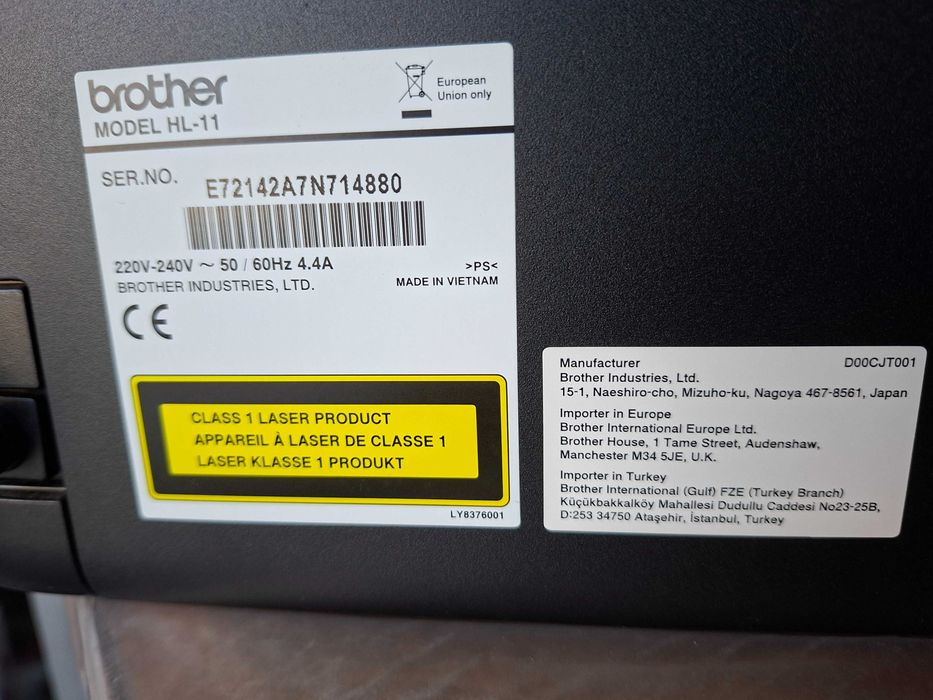 brother
MODEL HL-11
European
Union only
SER.NO. E72142A7N714880
220V-240V ~ 50 / 60Hz 4.4A
>PS<
BROTHER INDUSTRIES, LTD.
MADE IN VIETNAM
CE
CLASS 1 LASER PRODUCT
APPAREIL À LASER DE CLASSE 1
LASER KLASSE 1 PRODUKT
LY8376001
Manufacturer D00CJT001
Brother Industries, Ltd.
15-1, Naeshiro-cho, Mizuho-ku, Nagoya 467-8561, Japan
Importer in Europe
Brother International Europe Ltd.
Brother House, 1 Tame Street, Audenshaw,
Manchester M34 5JE, U.K.
Importer in Turkey
Brother International (Gulf) FZE (Turkey Branch)
Küçükbakkalköy Mahallesi Dudullu Caddesi No23-25B,
D:253 34750 Ataşehir, İstanbul, Turkey